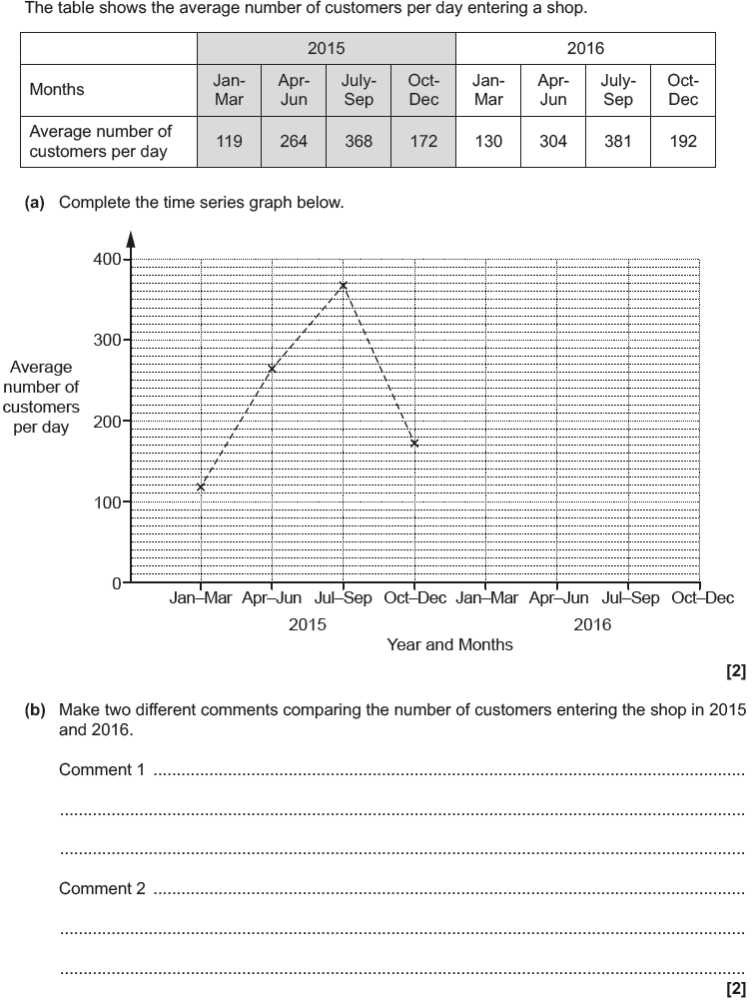 The table shows the average number of customers per day entering a shop.
2015 2016
Months Jan-Mar Apr-Jun July-Sep Oct-Dec Jan-Mar Apr-Jun July-Sep Oct-Dec
Average number of customers per day 119 264 368 172 130 304 381 192
(a) Complete the time series graph below.
400
300
Average
number of
customers
per day
200
100
0
Jan–Mar Apr–Jun Jul–Sep Oct–Dec Jan–Mar Apr–Jun Jul–Sep Oct–Dec
2015 2016
Year and Months
[2]
(b) Make two different comments comparing the number of customers entering the shop in 2015
and 2016.
Comment 1
Comment 2
[2]